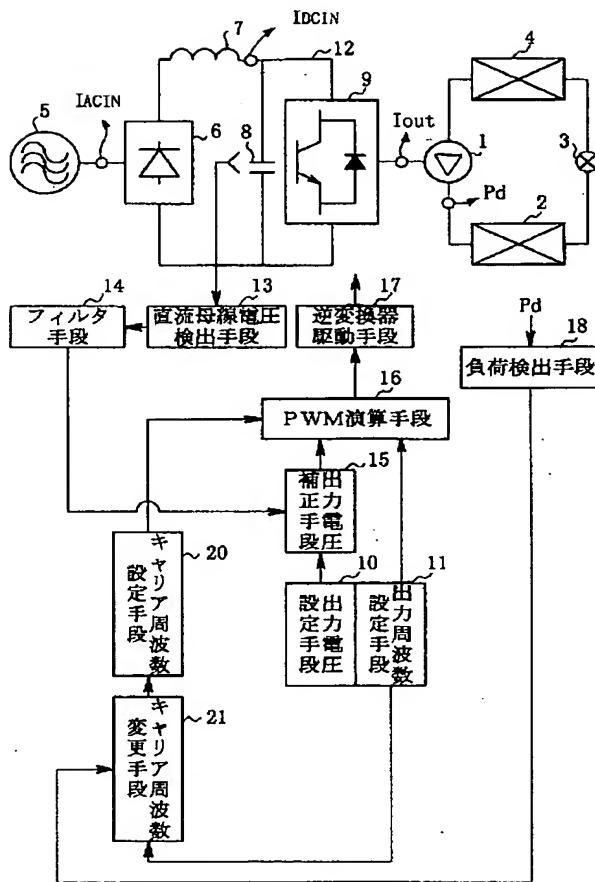 7
IDCIN
12
4
IACIN
5
6
8
9
Iout
1
3
Pd
2
14
フィルタ
手段
13
直流母線電圧
検出手段
17
逆変換器
駆動手段
Pd
18
負荷検出手段
16
PWM演算手段
15
出力電圧
補正手段
20
キャリア周波数
設定手段
10
出力電圧
設定手段
11
出力周波数
設定手段
21
キャリア周波数
変更手段